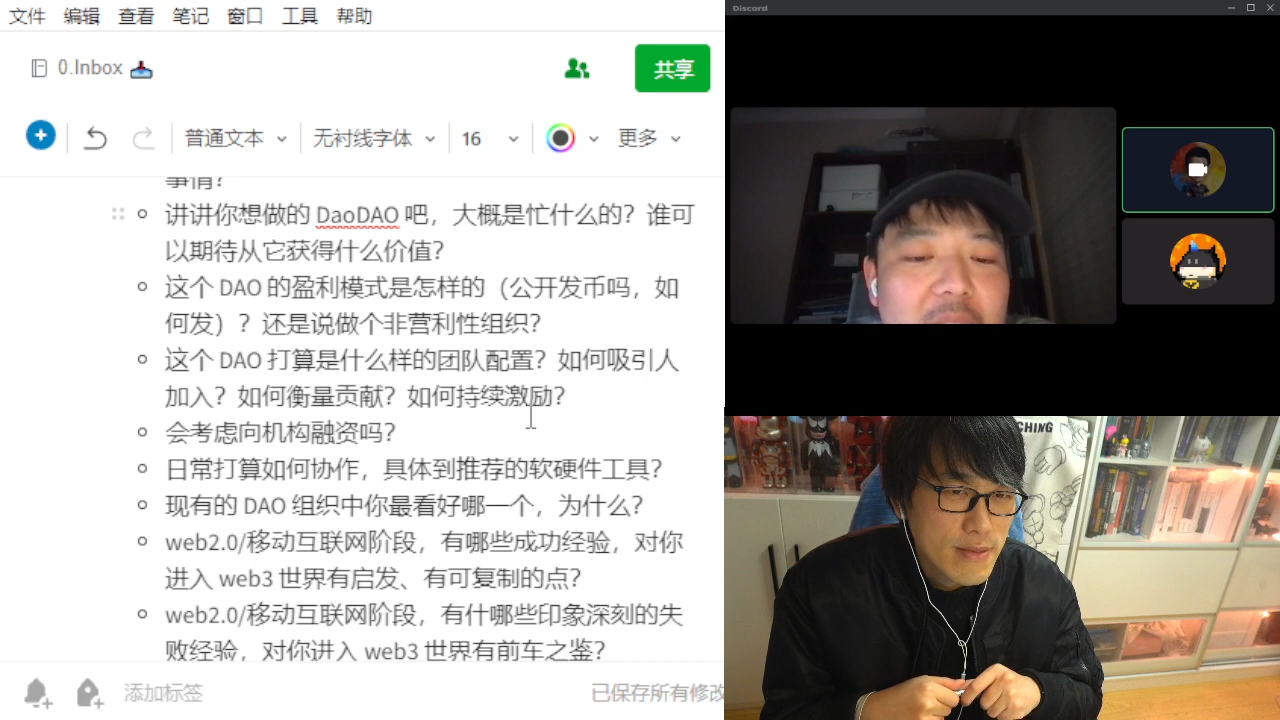 文件 编辑 查看 笔记 窗口 工具 帮助
Discord
0.Inbox
共享
普通文本 无衬线字体 16 更多
事情？
讲讲你想做的 DaoDAO 吧，大概是忙什么的？谁可
以期待从它获得什么价值？
这个 DAO 的盈利模式是怎样的（公开发币吗，如
何发）？还是说做个非营利性组织？
这个 DAO 打算是什么样的团队配置？如何吸引人
加入？如何衡量贡献？如何持续激励？
会考虑向机构融资吗？
日常打算如何协作，具体到推荐的软硬件工具？
现有的 DAO 组织中你最看好哪一个，为什么？
web2.0/移动互联网阶段，有哪些成功经验，对你
进入 web3 世界有启发、有可复制的点？
web2.0/移动互联网阶段，有什哪些印象深刻的失
败经验，对你进入 web3 世界有前车之鉴？
添加标签
已保存所有修改
CHING